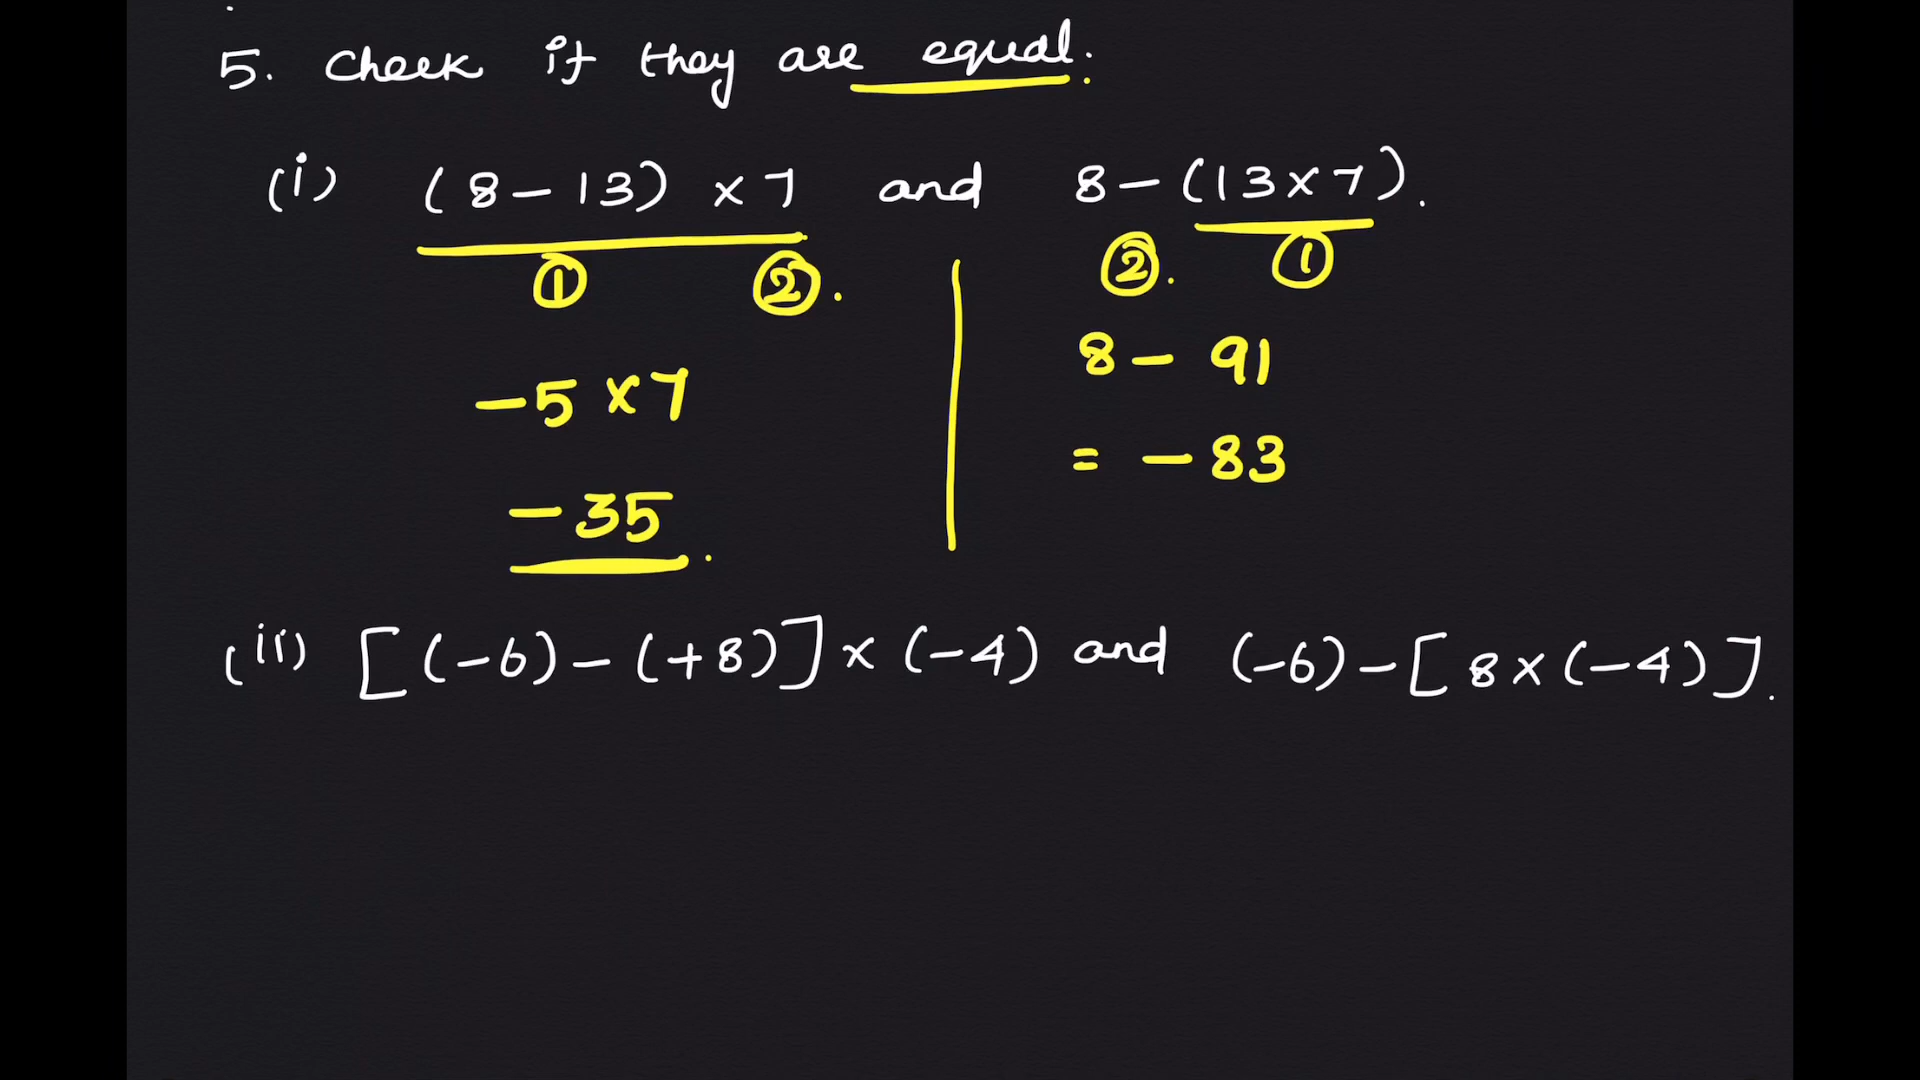 5. Check if they are equal.
(i) (8-13) × 7 and 8-(13×7).
① ②. ②. ①
-5 × 7 8 - 91
-35. = -83
(ii) [(-6)-(+8)] × (-4) and (-6)-[8×(-4)].